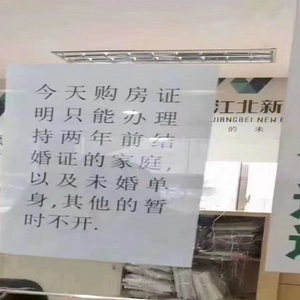 今天购房证
明只能办理
持两年前结
婚证的家庭,
以及未婚单
身,其他的暂
时不开.
江北新
JIANGBEI NEW
的 未